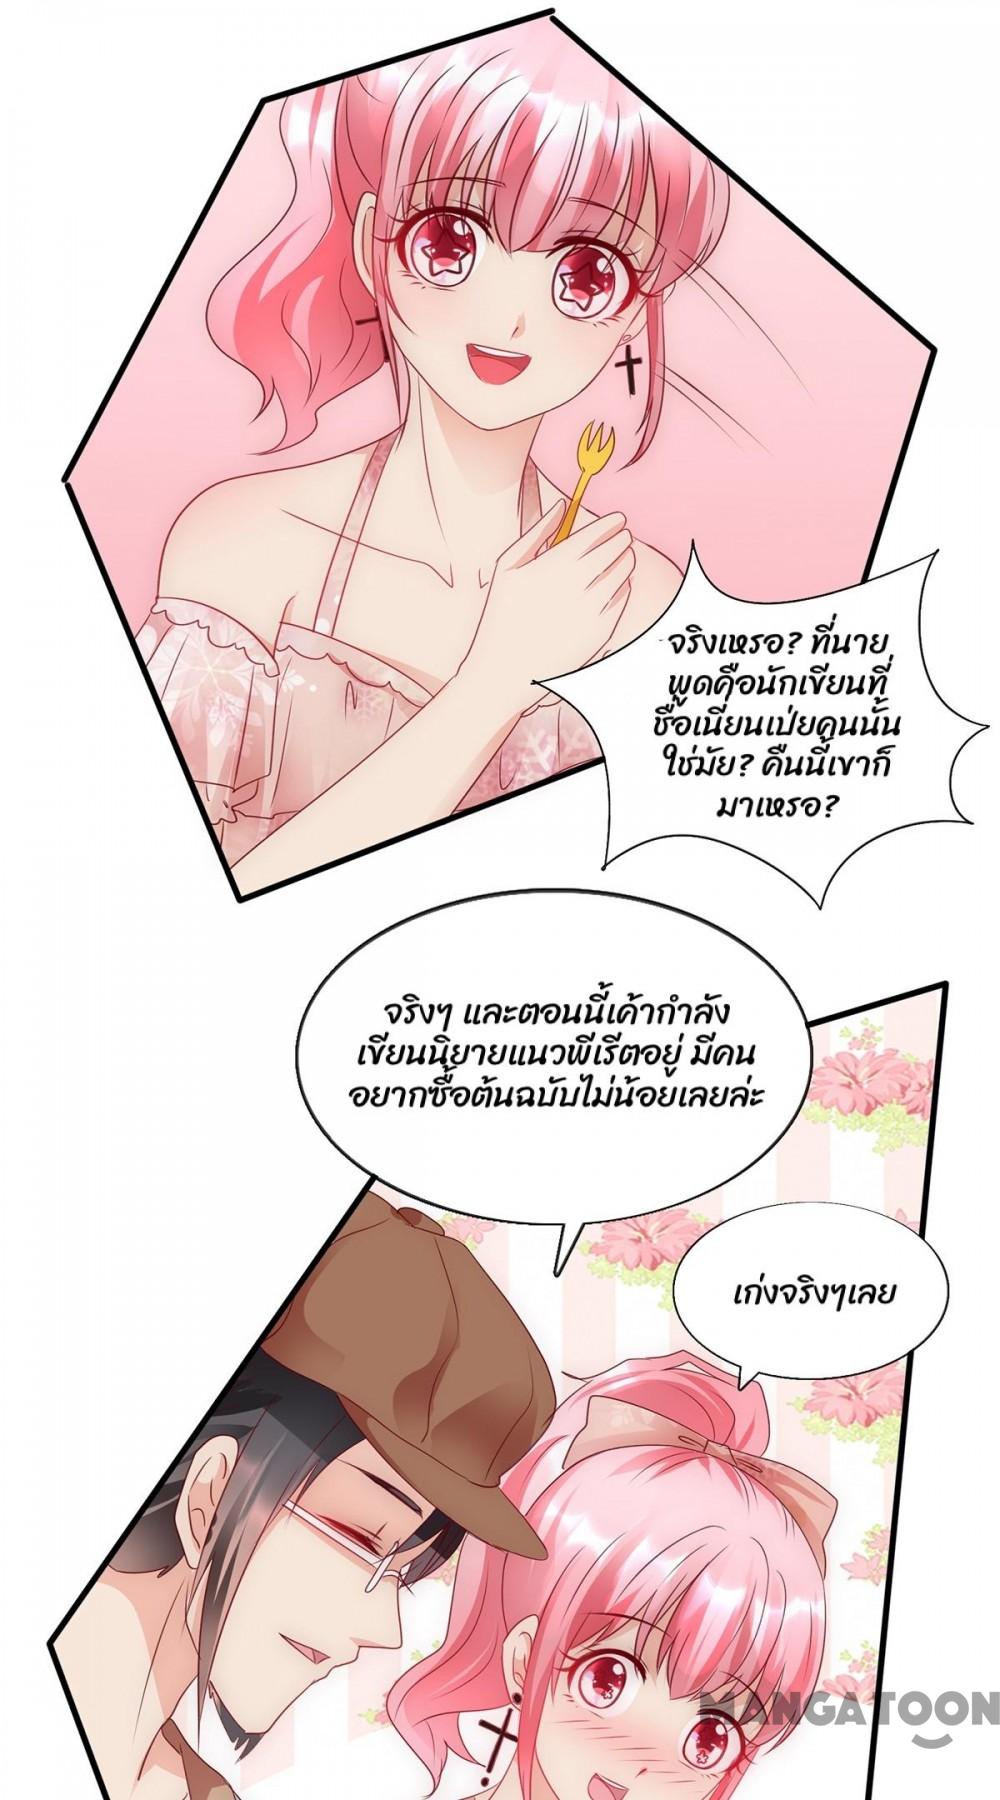 จริงเหรอ? ที่นาย
พูดคือนักเขียนที่
ชื่อเนี่ยนเป่ยคนนั้น
ใช่มัย? คืนนี้เขาก็
มาเหรอ?
จริงๆ และตอนนี้เค้ากำลัง
เขียนนิยายแนวพีเรีตอยู่ มีคน
อยากซื้อต้นฉบับไม่น้อยเลยล่ะ
เก่งจริงๆเลย
MANGATOON